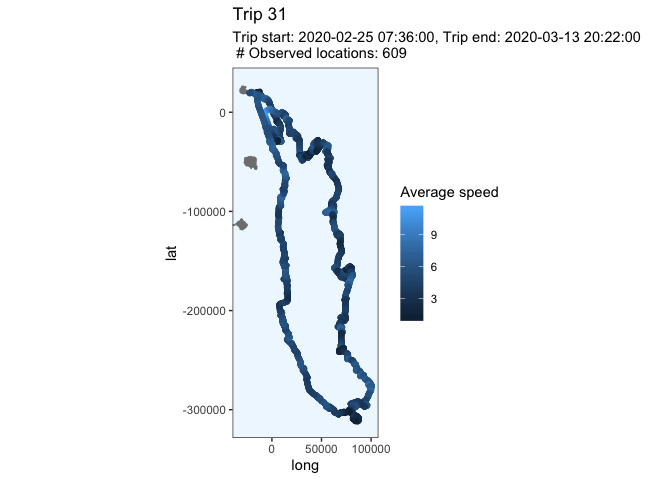 Trip 31
Trip start: 2020-02-25 07:36:00, Trip end: 2020-03-13 20:22:00
# Observed locations: 609
0
-100000
-200000
-300000
lat
0 50000 100000
long
Average speed
9
6
3